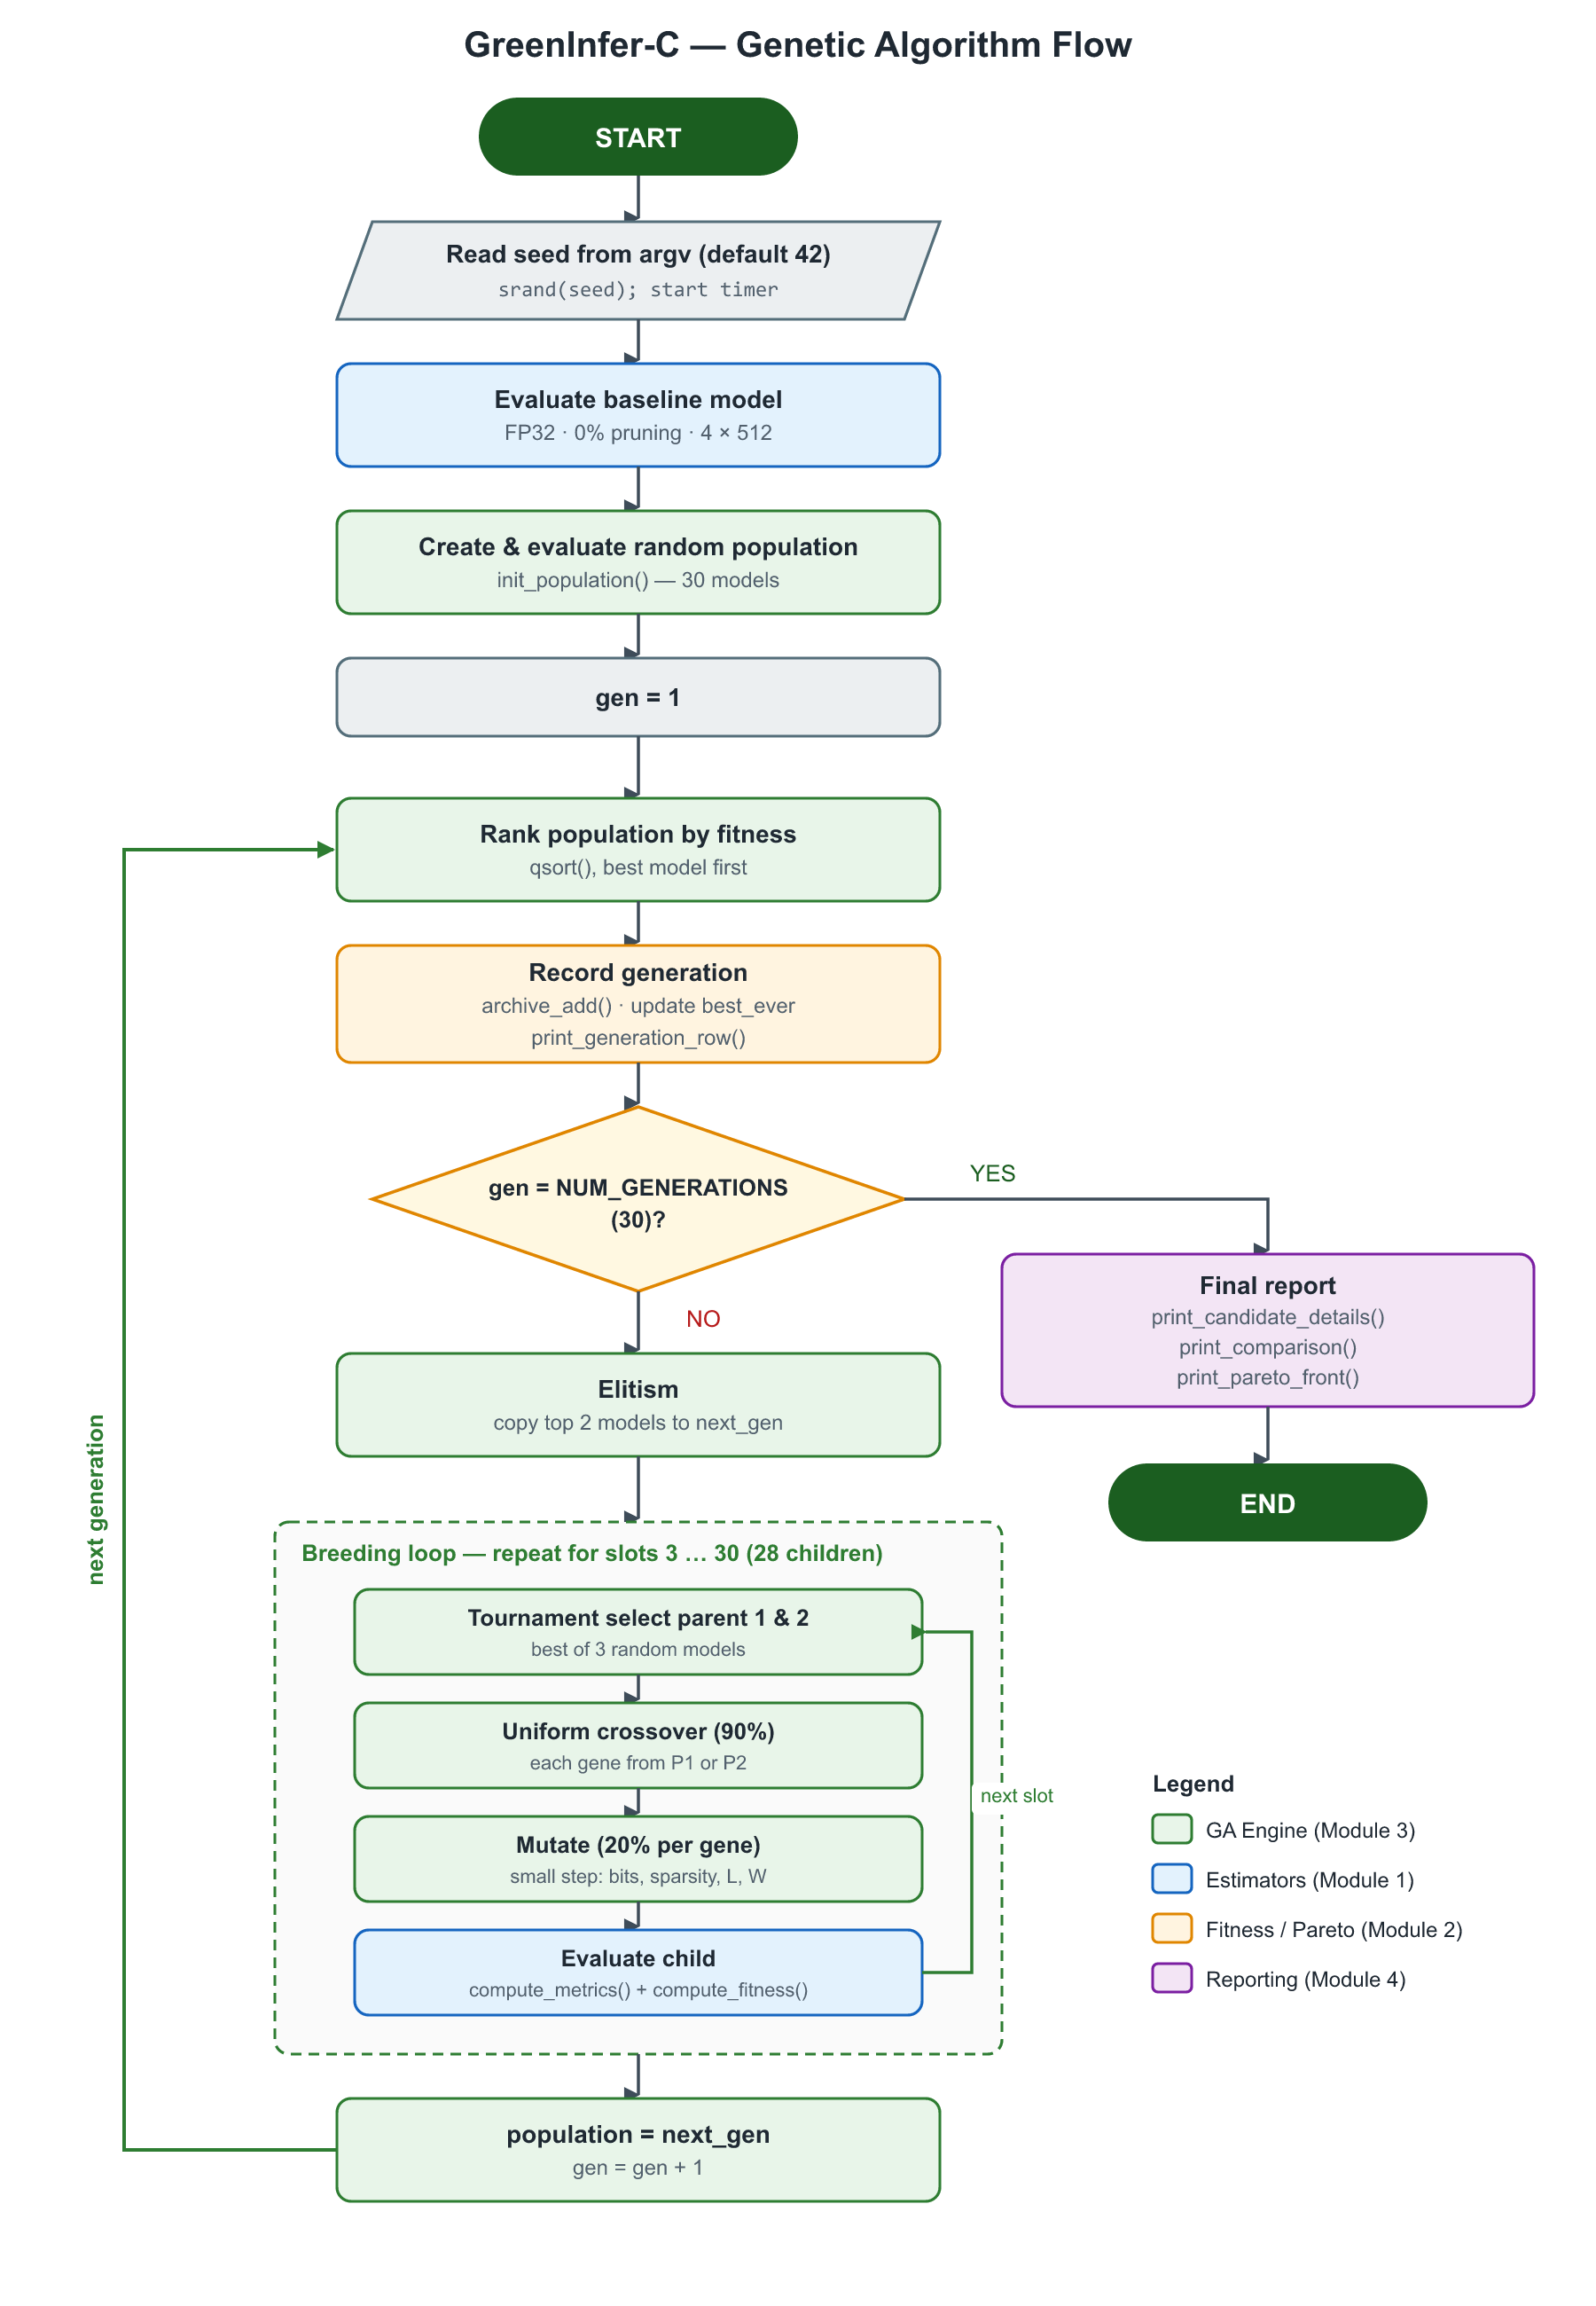 GreenInfer-C — Genetic Algorithm Flow
START
Read seed from argv (default 42)
srand(seed); start timer
Evaluate baseline model
FP32 · 0% pruning · 4 × 512
Create & evaluate random population
init_population() — 30 models
gen = 1
Rank population by fitness
qsort(), best model first
Record generation
archive_add() · update best_ever
print_generation_row()
gen = NUM_GENERATIONS
(30)?
YES
NO
Final report
print_candidate_details()
print_comparison()
print_pareto_front()
END
Elitism
copy top 2 models to next_gen
next generation
Breeding loop — repeat for slots 3 … 30 (28 children)
Tournament select parent 1 & 2
best of 3 random models
Uniform crossover (90%)
each gene from P1 or P2
next slot
Mutate (20% per gene)
small step: bits, sparsity, L, W
Evaluate child
compute_metrics() + compute_fitness()
population = next_gen
gen = gen + 1
Legend
GA Engine (Module 3)
Estimators (Module 1)
Fitness / Pareto (Module 2)
Reporting (Module 4)